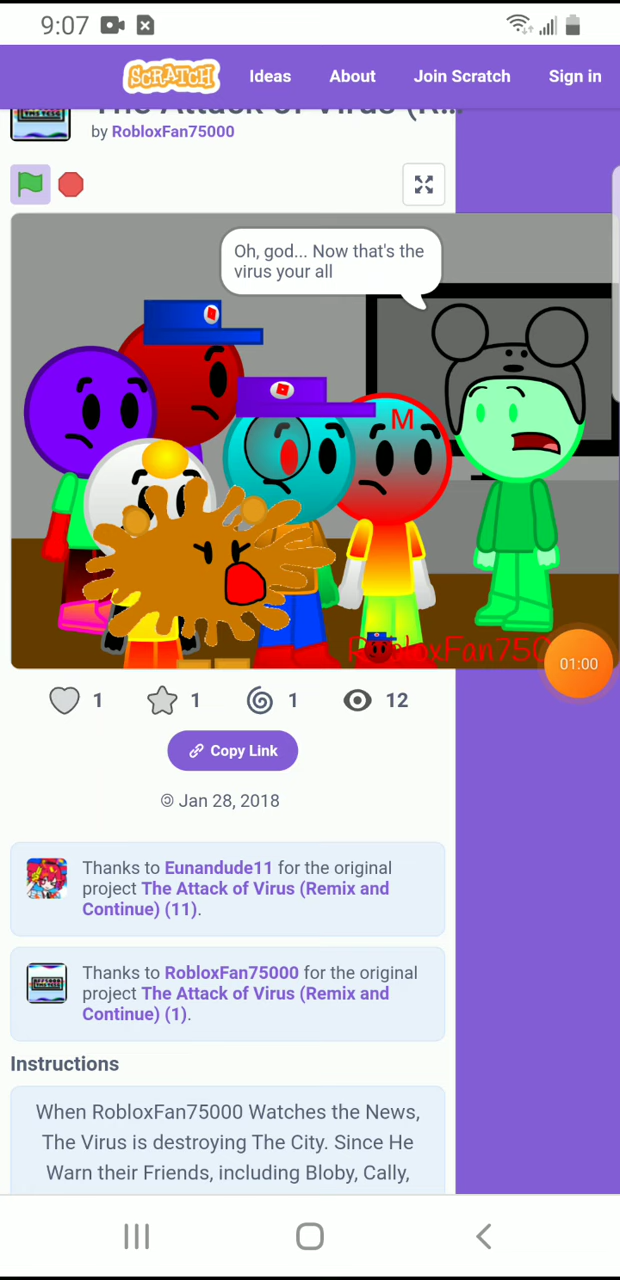 9:07
SCRATCH
Ideas
About
Join Scratch
Sign in
The Attack of Virus (R...
by RobloxFan75000
Oh, god... Now that's the
virus your all
M
01:00
1
1
1
12
Copy Link
Jan 28, 2018
Thanks to Eunandude11 for the original
project The Attack of Virus (Remix and
Continue) (11).
Thanks to RobloxFan75000 for the original
project The Attack of Virus (Remix and
Continue) (1).
Instructions
When RobloxFan75000 Watches the News,
The Virus is destroying The City. Since He
Warn their Friends, including Bloby, Cally,